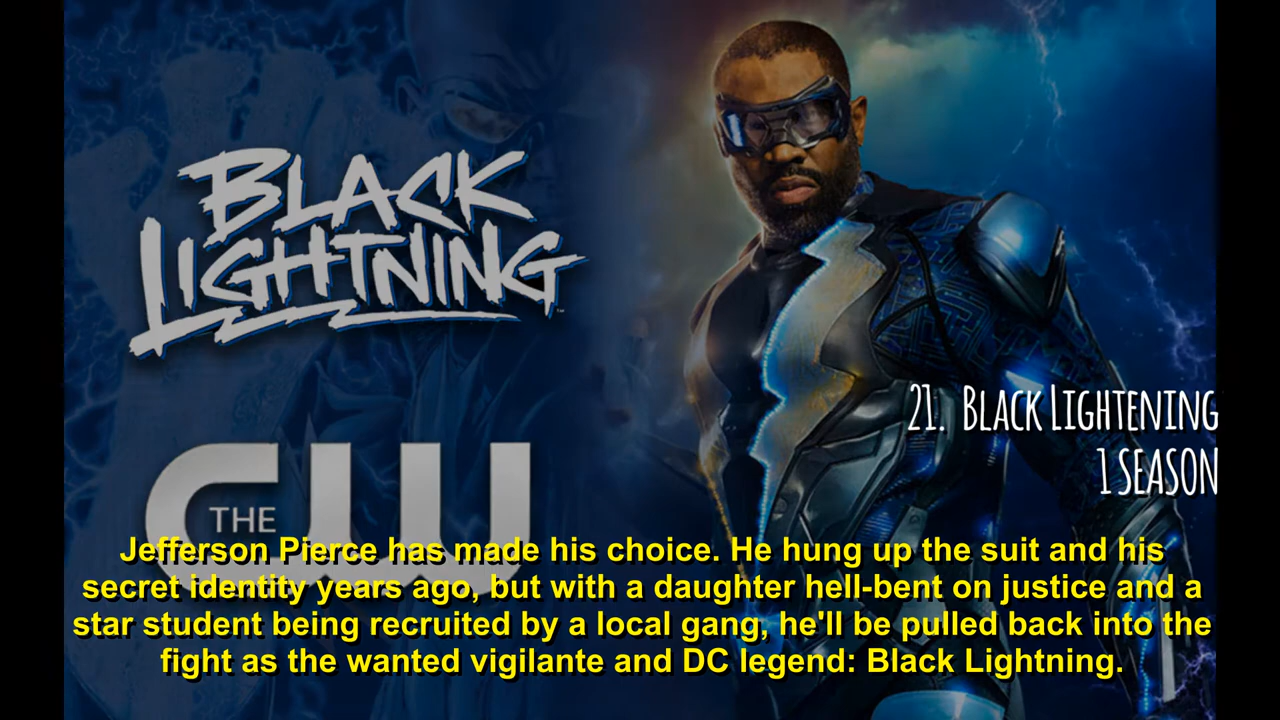 BLACK
LIGHTNING
21. BLACK LIGHTENING
1 SEASON
THE
CW
Jefferson Pierce has made his choice. He hung up the suit and his
secret identity years ago, but with a daughter hell-bent on justice and a
star student being recruited by a local gang, he'll be pulled back into the
fight as the wanted vigilante and DC legend: Black Lightning.